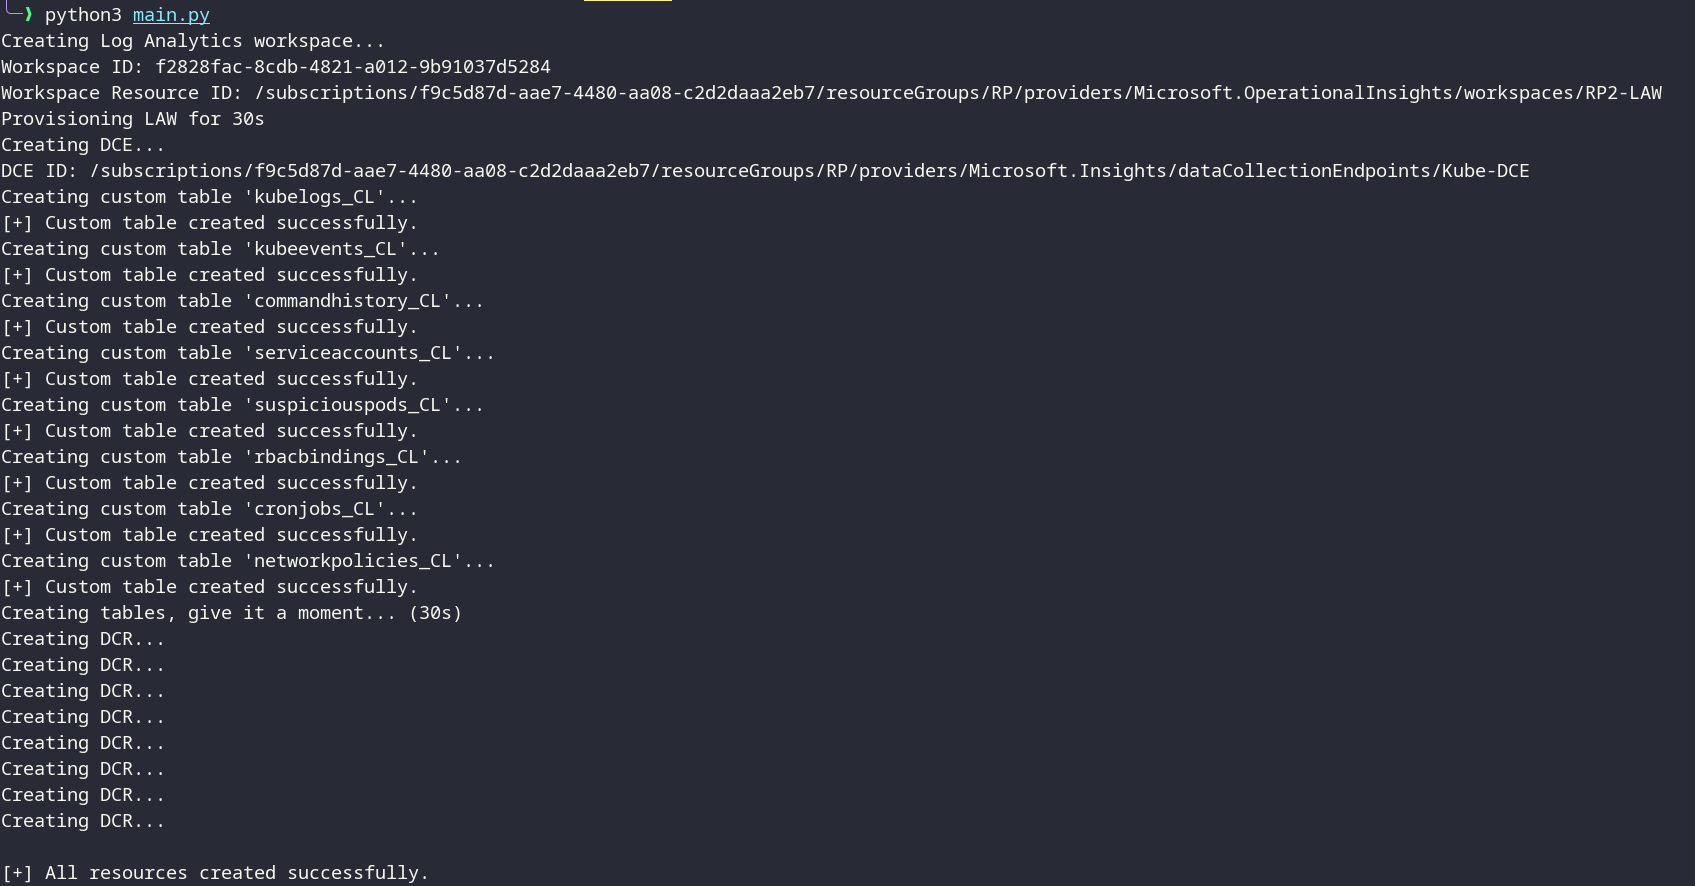 ❱ python3 main.py
Creating Log Analytics workspace...
Workspace ID: f2828fac-8cdb-4821-a012-9b91037d5284
Workspace Resource ID: /subscriptions/f9c5d87d-aae7-4480-aa08-c2d2daaa2eb7/resourceGroups/RP/providers/Microsoft.OperationalInsights/workspaces/RP2-LAW
Provisioning LAW for 30s
Creating DCE...
DCE ID: /subscriptions/f9c5d87d-aae7-4480-aa08-c2d2daaa2eb7/resourceGroups/RP/providers/Microsoft.Insights/dataCollectionEndpoints/Kube-DCE
Creating custom table 'kubelogs_CL'...
[+] Custom table created successfully.
Creating custom table 'kubeevents_CL'...
[+] Custom table created successfully.
Creating custom table 'commandhistory_CL'...
[+] Custom table created successfully.
Creating custom table 'serviceaccounts_CL'...
[+] Custom table created successfully.
Creating custom table 'suspiciouspods_CL'...
[+] Custom table created successfully.
Creating custom table 'rbacbindings_CL'...
[+] Custom table created successfully.
Creating custom table 'cronjobs_CL'...
[+] Custom table created successfully.
Creating custom table 'networkpolicies_CL'...
[+] Custom table created successfully.
Creating tables, give it a moment... (30s)
Creating DCR...
Creating DCR...
Creating DCR...
Creating DCR...
Creating DCR...
Creating DCR...
Creating DCR...
Creating DCR...
[+] All resources created successfully.